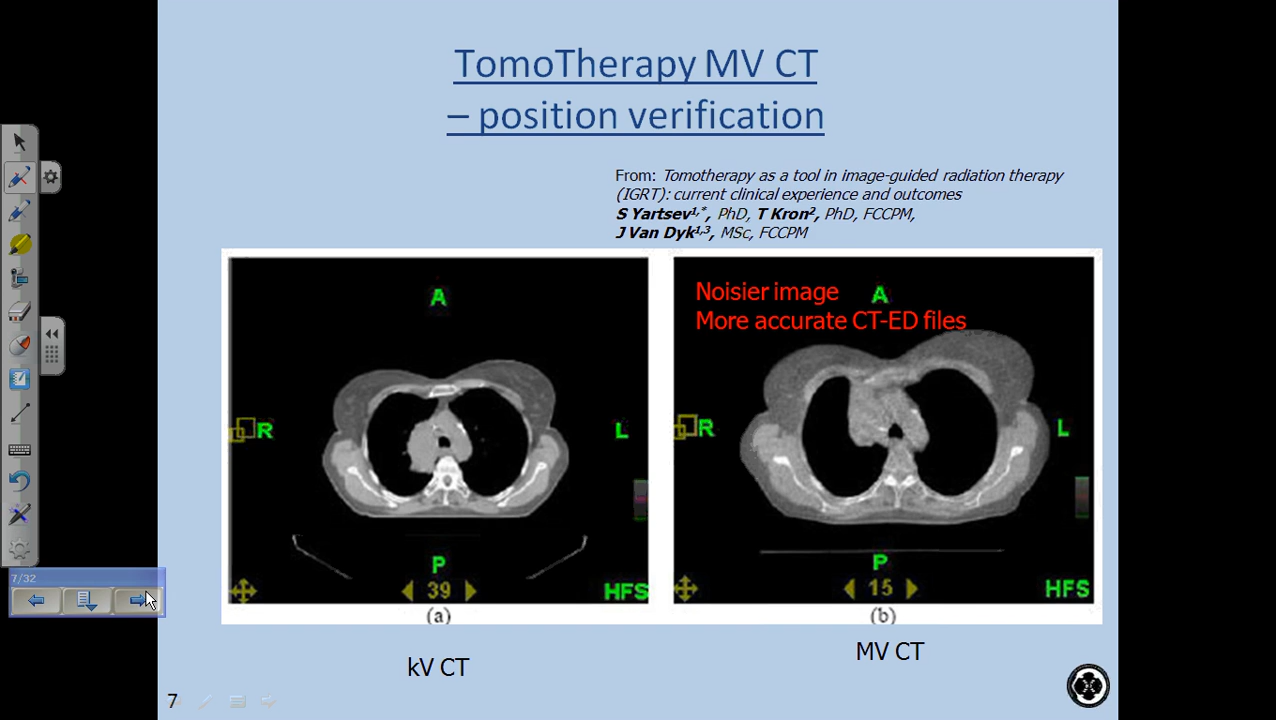 TomoTherapy MV CT
– position verification
From: Tomotherapy as a tool in image-guided radiation therapy
(IGRT): current clinical experience and outcomes
S Yartsev1,*, PhD, T Kron2, PhD, FCCPM,
J Van Dyk1,3, MSc, FCCPM
A
R
L
P
39
HFS
(a)
Noisier image
A
More accurate CT-ED files
R
L
P
15
HFS
(b)
kV CT
MV CT
7
7/32